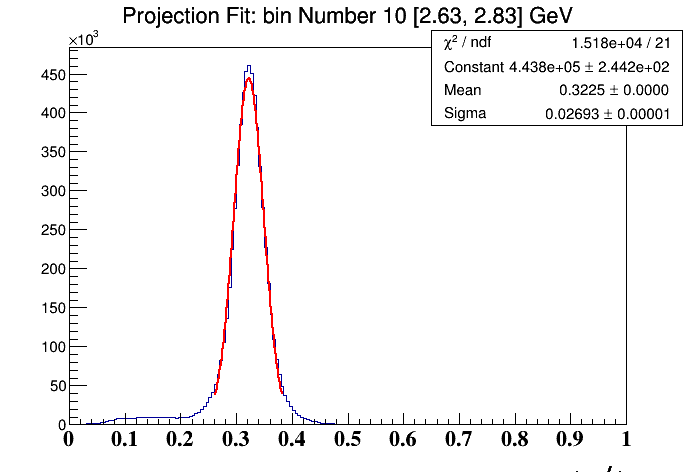 Projection Fit: bin Number 10 [2.63, 2.83] GeV
×10³
χ² / ndf 1.518e+04 / 21
Constant 4.438e+05 ± 2.442e+02
Mean 0.3225 ± 0.0000
Sigma 0.02693 ± 0.00001
450
400
350
300
250
200
150
100
50
0
0 0.1 0.2 0.3 0.4 0.5 0.6 0.7 0.8 0.9 1